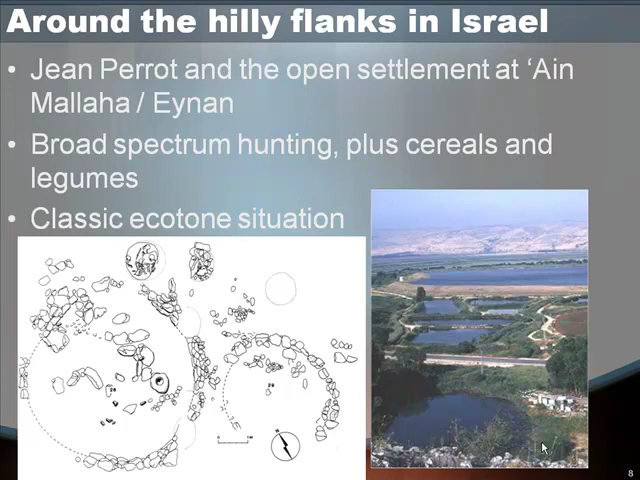 Around the hilly flanks in Israel
• Jean Perrot and the open settlement at ‘Ain
Mallaha / Eynan
• Broad spectrum hunting, plus cereals and
legumes
• Classic ecotone situation
8